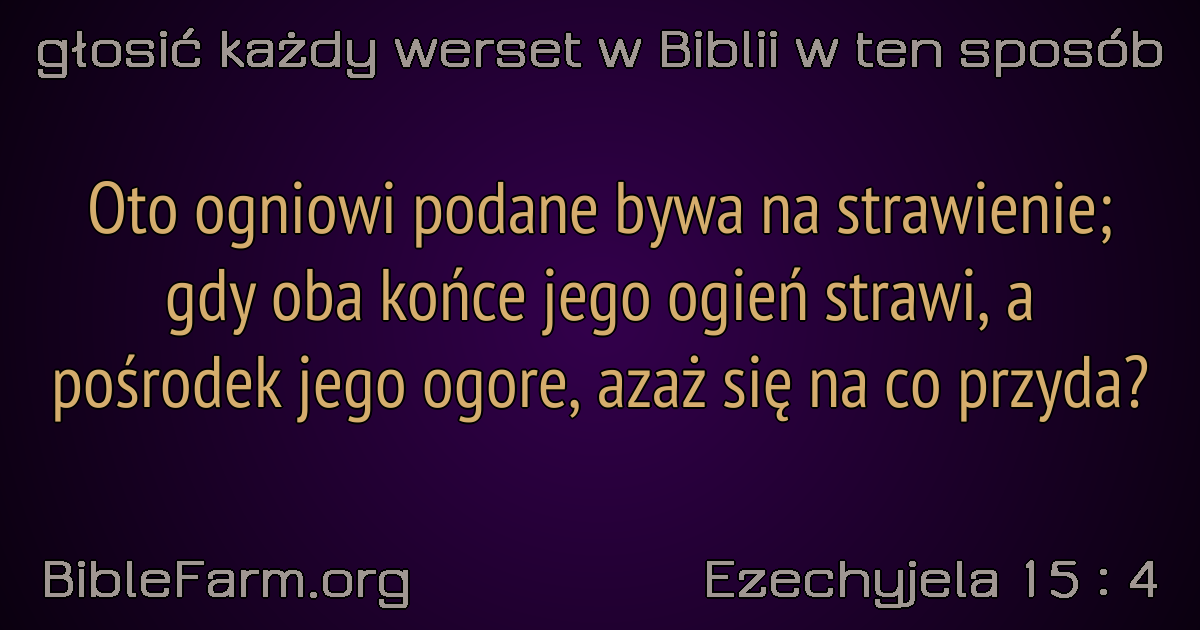 głosić każdy werset w Biblii w ten sposób
Oto ogniowi podane bywa na strawienie;
gdy oba końce jego ogień strawi, a
pośrodek jego ogore, azaż się na co przyda?
BibleFarm.org
Ezechyjela 15 : 4